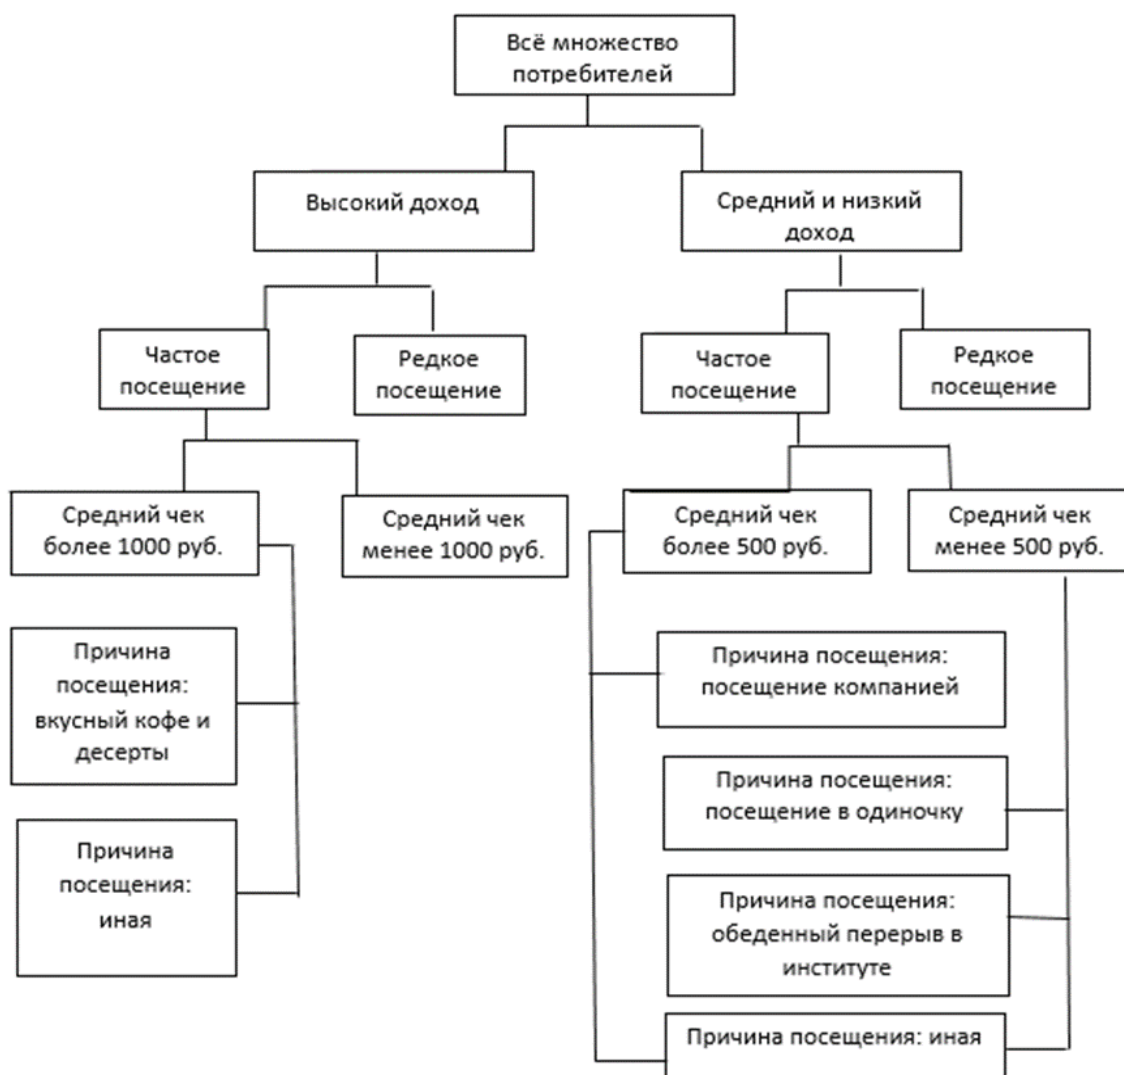 Всё множество
потребителей
Высокий доход
Средний и низкий
доход
Частое
посещение
Редкое
посещение
Частое
посещение
Редкое
посещение
Средний чек
более 1000 руб.
Средний чек
менее 1000 руб.
Средний чек
более 500 руб.
Средний чек
менее 500 руб.
Причина
посещения:
вкусный кофе и
десерты
Причина
посещения:
иная
Причина посещения:
посещение компанией
Причина посещения:
посещение в одиночку
Причина посещения:
обеденный перерыв в
институте
Причина посещения: иная